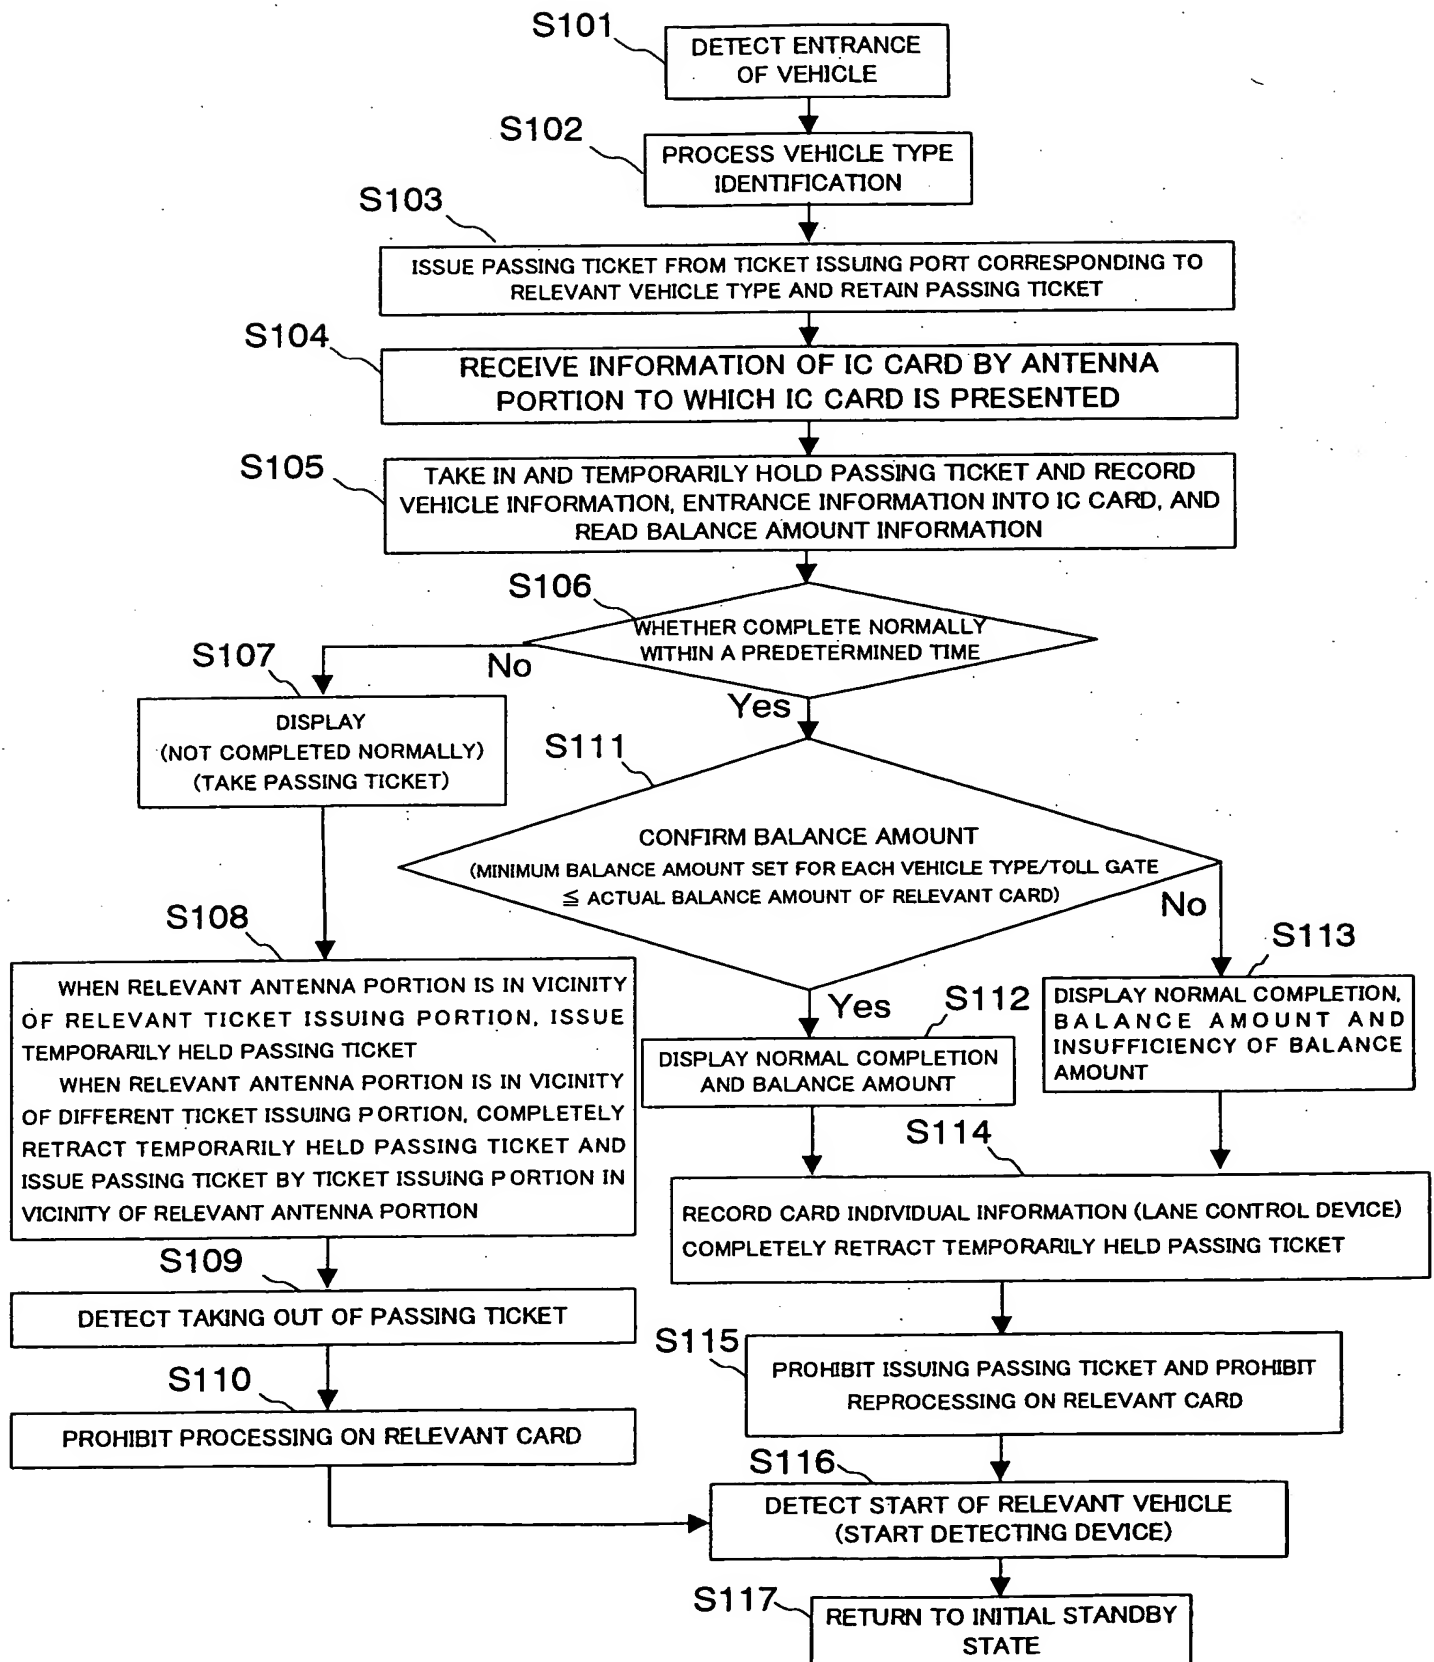 S101
DETECT ENTRANCE
OF VEHICLE
S102
PROCESS VEHICLE TYPE
IDENTIFICATION
S103
ISSUE PASSING TICKET FROM TICKET ISSUING PORT CORRESPONDING TO
RELEVANT VEHICLE TYPE AND RETAIN PASSING TICKET
S104
RECEIVE INFORMATION OF IC CARD BY ANTENNA
PORTION TO WHICH IC CARD IS PRESENTED
S105
TAKE IN AND TEMPORARILY HOLD PASSING TICKET AND RECORD
VEHICLE INFORMATION, ENTRANCE INFORMATION INTO IC CARD, AND
READ BALANCE AMOUNT INFORMATION
S106
WHETHER COMPLETE NORMALLY
WITHIN A PREDETERMINED TIME
No
Yes
S107
DISPLAY
(NOT COMPLETED NORMALLY)
(TAKE PASSING TICKET)
S111
CONFIRM BALANCE AMOUNT
(MINIMUM BALANCE AMOUNT SET FOR EACH VEHICLE TYPE/TOLL GATE
≦ ACTUAL BALANCE AMOUNT OF RELEVANT CARD)
No
Yes
S108
WHEN RELEVANT ANTENNA PORTION IS IN VICINITY
OF RELEVANT TICKET ISSUING PORTION, ISSUE
TEMPORARILY HELD PASSING TICKET
WHEN RELEVANT ANTENNA PORTION IS IN VICINITY
OF DIFFERENT TICKET ISSUING PORTION, COMPLETELY
RETRACT TEMPORARILY HELD PASSING TICKET AND
ISSUE PASSING TICKET BY TICKET ISSUING PORTION IN
VICINITY OF RELEVANT ANTENNA PORTION
S112
DISPLAY NORMAL COMPLETION
AND BALANCE AMOUNT
S113
DISPLAY NORMAL COMPLETION,
BALANCE AMOUNT AND
INSUFFICIENCY OF BALANCE
AMOUNT
S114
RECORD CARD INDIVIDUAL INFORMATION (LANE CONTROL DEVICE)
COMPLETELY RETRACT TEMPORARILY HELD PASSING TICKET
S109
DETECT TAKING OUT OF PASSING TICKET
S115
PROHIBIT ISSUING PASSING TICKET AND PROHIBIT
REPROCESSING ON RELEVANT CARD
S110
PROHIBIT PROCESSING ON RELEVANT CARD
S116
DETECT START OF RELEVANT VEHICLE
(START DETECTING DEVICE)
S117
RETURN TO INITIAL STANDBY
STATE